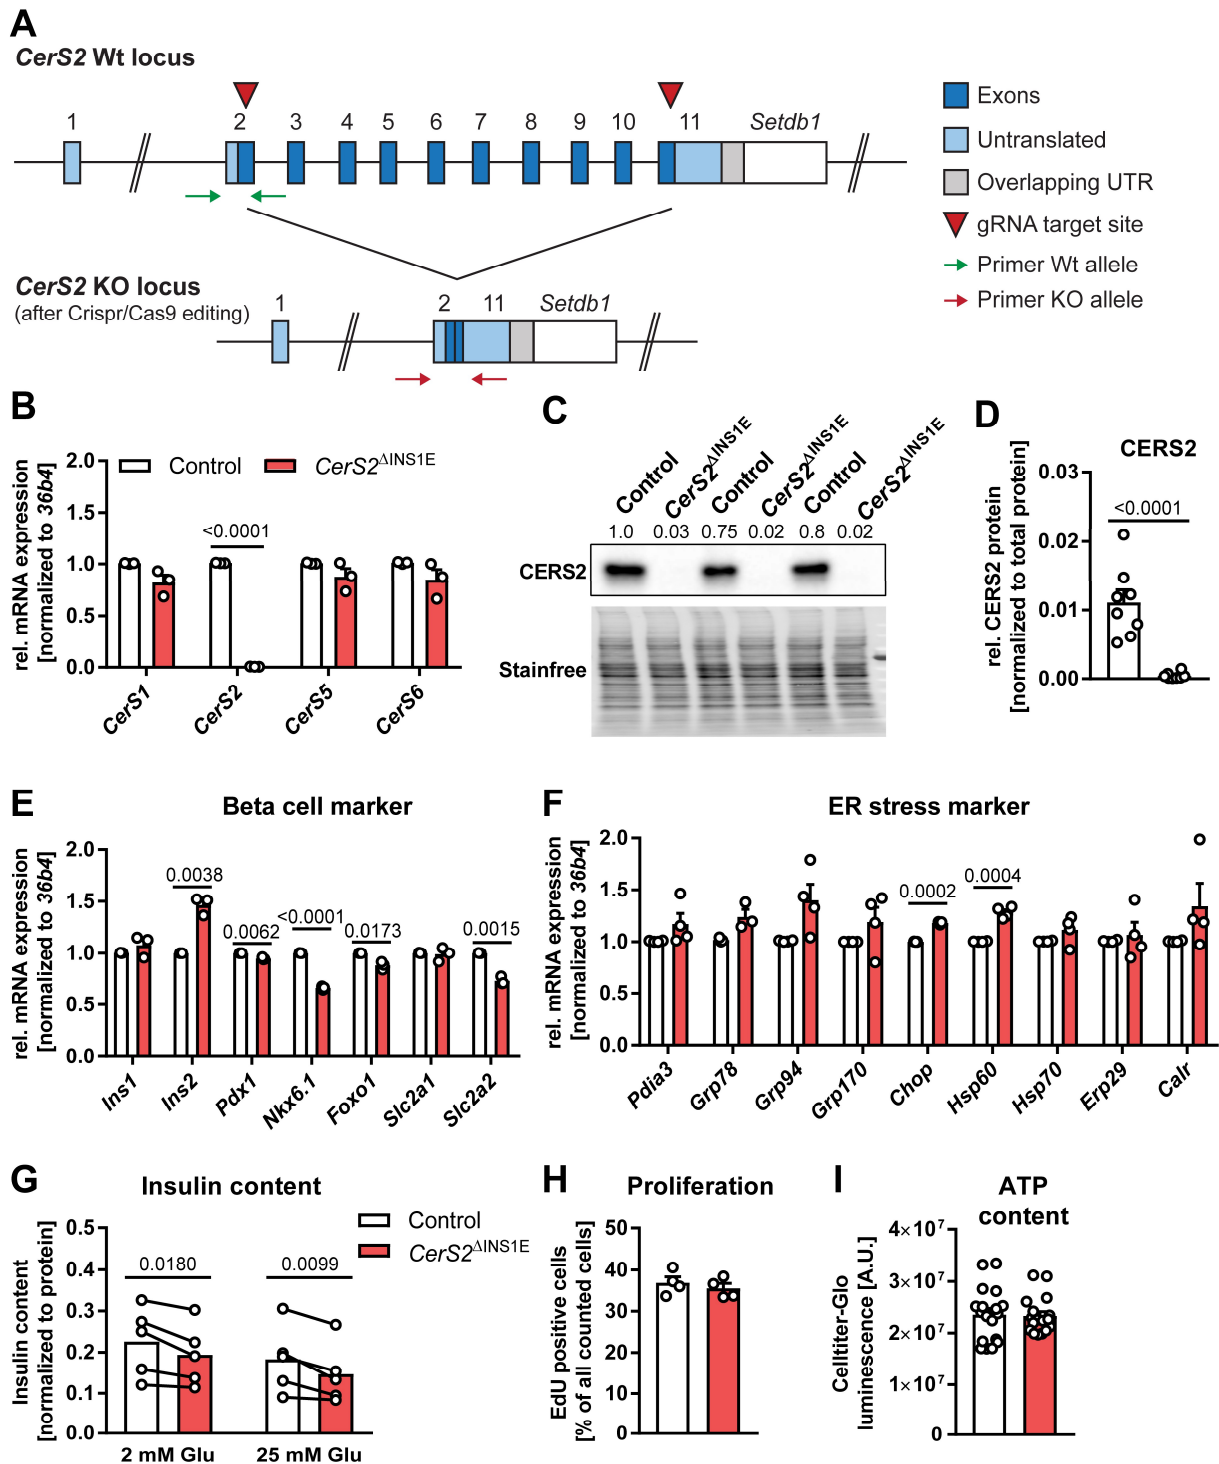 A
CerS2 Wt locus
1 2 3 4 5 6 7 8 9 10 11 Setdb1
Exons
Untranslated
Overlapping UTR
gRNA target site
Primer Wt allele
Primer KO allele
CerS2 KO locus
(after Crispr/Cas9 editing)
1 2 11 Setdb1
B
rel. mRNA expression
[normalized to 36b4]
Control CerS2ΔINS1E
2.0
1.5
1.0
0.5
0.0
<0.0001
CerS1 CerS2 CerS5 CerS6
C
Control CerS2ΔINS1E Control CerS2ΔINS1E Control CerS2ΔINS1E
1.0 0.03 0.75 0.02 0.8 0.02
CERS2
Stainfree
D
CERS2
rel. CERS2 protein
[normalized to total protein]
0.03
0.02
0.01
0.00
<0.0001
E
Beta cell marker
rel. mRNA expression
[normalized to 36b4]
2.0
1.5
1.0
0.5
0.0
0.0038 0.0062 <0.0001 0.0173 0.0015
Ins1 Ins2 Pdx1 Nkx6.1 Foxo1 Slc2a1 Slc2a2
F
ER stress marker
rel. mRNA expression
[normalized to 36b4]
2.0
1.5
1.0
0.5
0.0
0.0002 0.0004
Pdia3 Grp78 Grp94 Grp170 Chop Hsp60 Hsp70 Erp29 Calr
G
Insulin content
Insulin content
[normalized to protein]
Control
CerS2ΔINS1E
0.5
0.4
0.3
0.2
0.1
0.0
0.0180 0.0099
2 mM Glu 25 mM Glu
H
Proliferation
EdU positive cells
[% of all counted cells]
50
40
30
20
10
0
I
ATP
content
Celltiter-Glo
luminescence [A.U.]
4×10⁷
3×10⁷
2×10⁷
1×10⁷
0